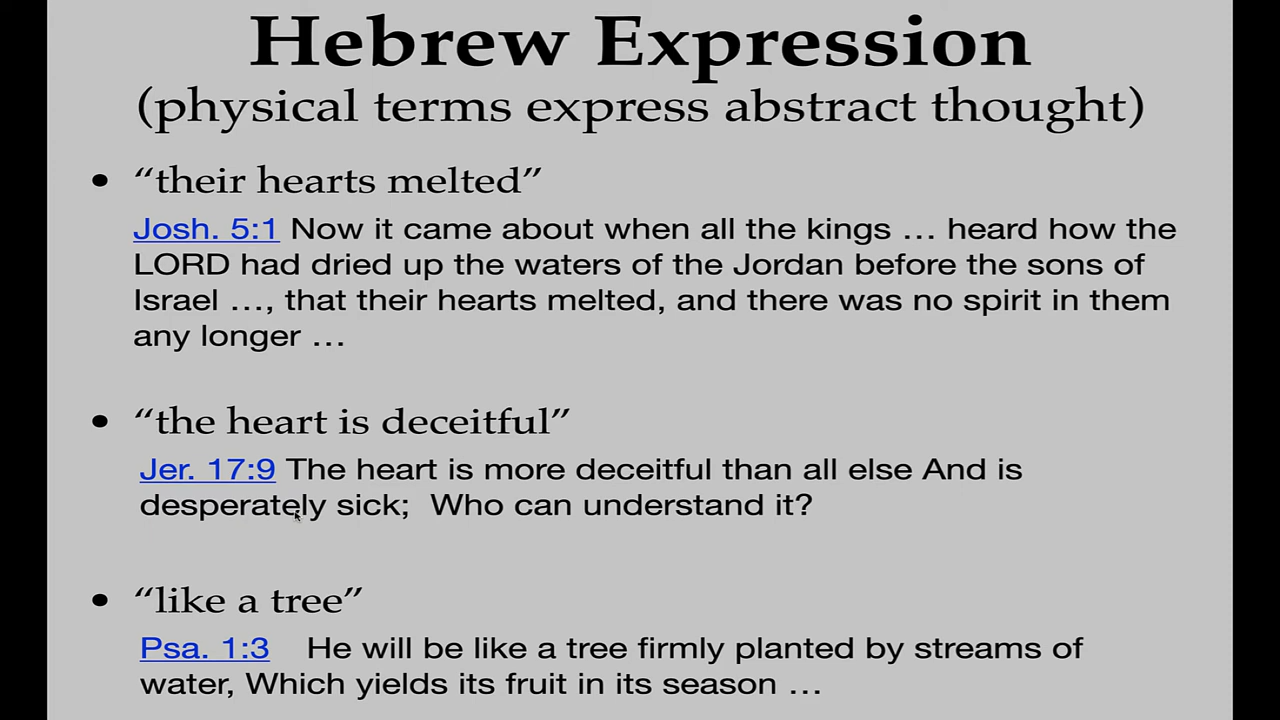 Hebrew Expression
(physical terms express abstract thought)
• “their hearts melted”
Josh. 5:1 Now it came about when all the kings … heard how the
LORD had dried up the waters of the Jordan before the sons of
Israel …, that their hearts melted, and there was no spirit in them
any longer …
• “the heart is deceitful”
Jer. 17:9 The heart is more deceitful than all else And is
desperately sick;  Who can understand it?
• “like a tree”
Psa. 1:3 He will be like a tree firmly planted by streams of
water, Which yields its fruit in its season …